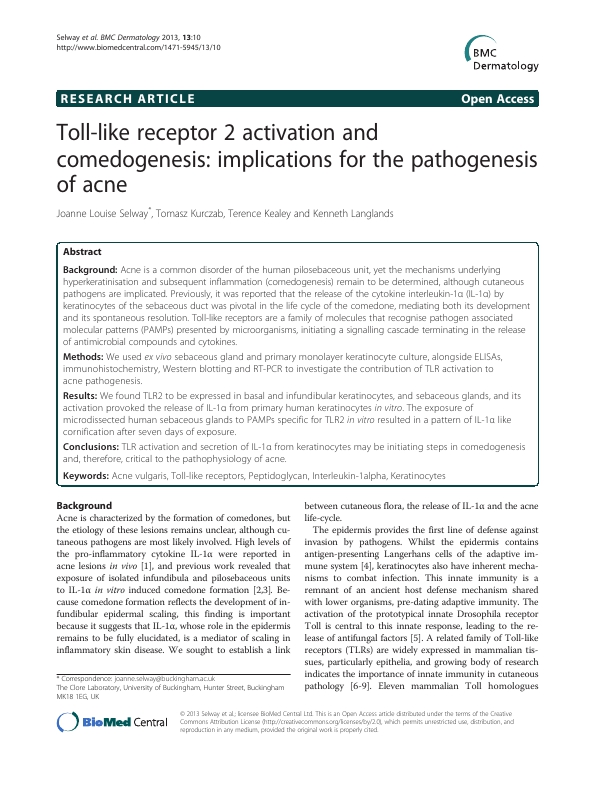 Selway et al. BMC Dermatology 2013, 13:10
http://www.biomedcentral.com/1471-5945/13/10
BMC
Dermatology
RESEARCH ARTICLE
Open Access
Toll-like receptor 2 activation and
comedogenesis: implications for the pathogenesis
of acne
Joanne Louise Selway*, Tomasz Kurczab, Terence Kealey and Kenneth Langlands
Abstract
Background: Acne is a common disorder of the human pilosebaceous unit, yet the mechanisms underlying
hyperkeratinisation and subsequent inflammation (comedogenesis) remain to be determined, although cutaneous
pathogens are implicated. Previously, it was reported that the release of the cytokine interleukin-1α (IL-1α) by
keratinocytes of the sebaceous duct was pivotal in the life cycle of the comedone, mediating both its development
and its spontaneous resolution. Toll-like receptors are a family of molecules that recognise pathogen associated
molecular patterns (PAMPs) presented by microorganisms, initiating a signalling cascade terminating in the release
of antimicrobial compounds and cytokines.
Methods: We used ex vivo sebaceous gland and primary monolayer keratinocyte culture, alongside ELISAs,
immunohistochemistry, Western blotting and RT-PCR to investigate the contribution of TLR activation to
acne pathogenesis.
Results: We found TLR2 to be expressed in basal and infundibular keratinocytes, and sebaceous glands, and its
activation provoked the release of IL-1α from primary human keratinocytes in vitro. The exposure of
microdissected human sebaceous glands to PAMPs specific for TLR2 in vitro resulted in a pattern of IL-1α like
cornification after seven days of exposure.
Conclusions: TLR activation and secretion of IL-1α from keratinocytes may be initiating steps in comedogenesis
and, therefore, critical to the pathophysiology of acne.
Keywords: Acne vulgaris, Toll-like receptors, Peptidoglycan, Interleukin-1alpha, Keratinocytes
Background
Acne is characterized by the formation of comedones, but
the etiology of these lesions remains unclear, although cu-
taneous pathogens are most likely involved. High levels of
the pro-inflammatory cytokine IL-1α were reported in
acne lesions in vivo [1], and previous work revealed that
exposure of isolated infundibula and pilosebaceous units
to IL-1α in vitro induced comedone formation [2,3]. Be-
cause comedone formation reflects the development of in-
fundibular epidermal scaling, this finding is important
because it suggests that IL-1α, whose role in the epidermis
remains to be fully elucidated, is a mediator of scaling in
inflammatory skin disease. We sought to establish a link
between cutaneous flora, the release of IL-1α and the acne
life-cycle.
The epidermis provides the first line of defense against
invasion by pathogens. Whilst the epidermis contains
antigen-presenting Langerhans cells of the adaptive im-
mune system [4], keratinocytes also have inherent mecha-
nisms to combat infection. This innate immunity is a
remnant of an ancient host defense mechanism shared
with lower organisms, pre-dating adaptive immunity. The
activation of the prototypical innate Drosophila receptor
Toll is central to this innate response, leading to the re-
lease of antifungal factors [5]. A related family of Toll-like
receptors (TLRs) are widely expressed in mammalian tis-
sues, particularly epithelia, and growing body of research
indicates the importance of innate immunity in cutaneous
pathology [6-9]. Eleven mammalian Toll homologues
* Correspondence: joanne.selway@buckingham.ac.uk
The Clore Laboratory, University of Buckingham, Hunter Street, Buckingham
MK18 1EG, UK
BioMed Central
© 2013 Selway et al.; licensee BioMed Central Ltd. This is an Open Access article distributed under the terms of the Creative
Commons Attribution License (http://creativecommons.org/licenses/by/2.0), which permits unrestricted use, distribution, and
reproduction in any medium, provided the original work is properly cited.